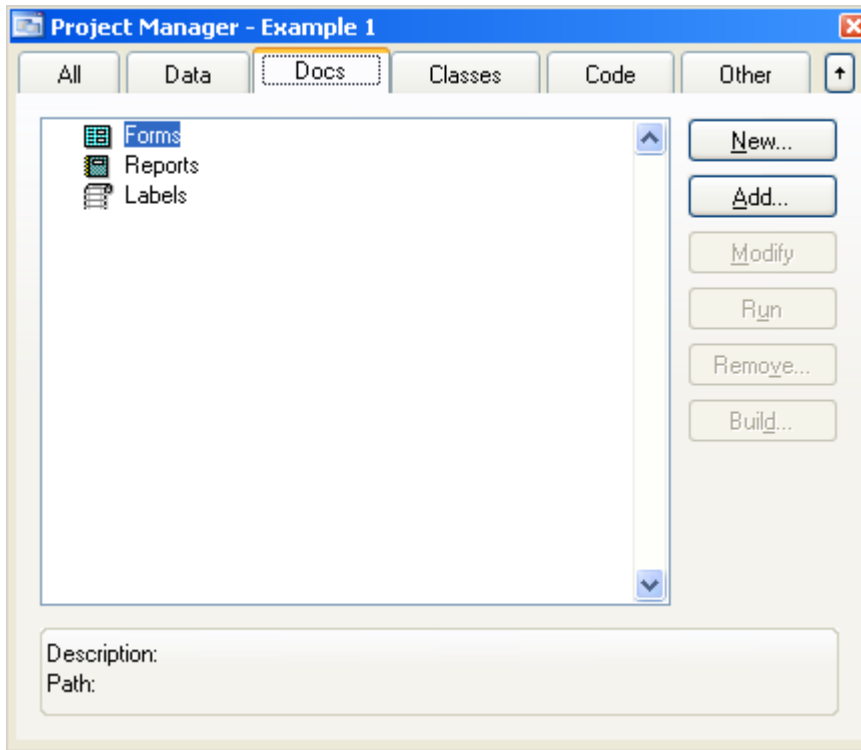 Project Manager - Example 1
All Data Docs Classes Code Other
Forms
Reports
Labels
New...
Add...
Modify
Run
Remove...
Build...
Description:
Path: